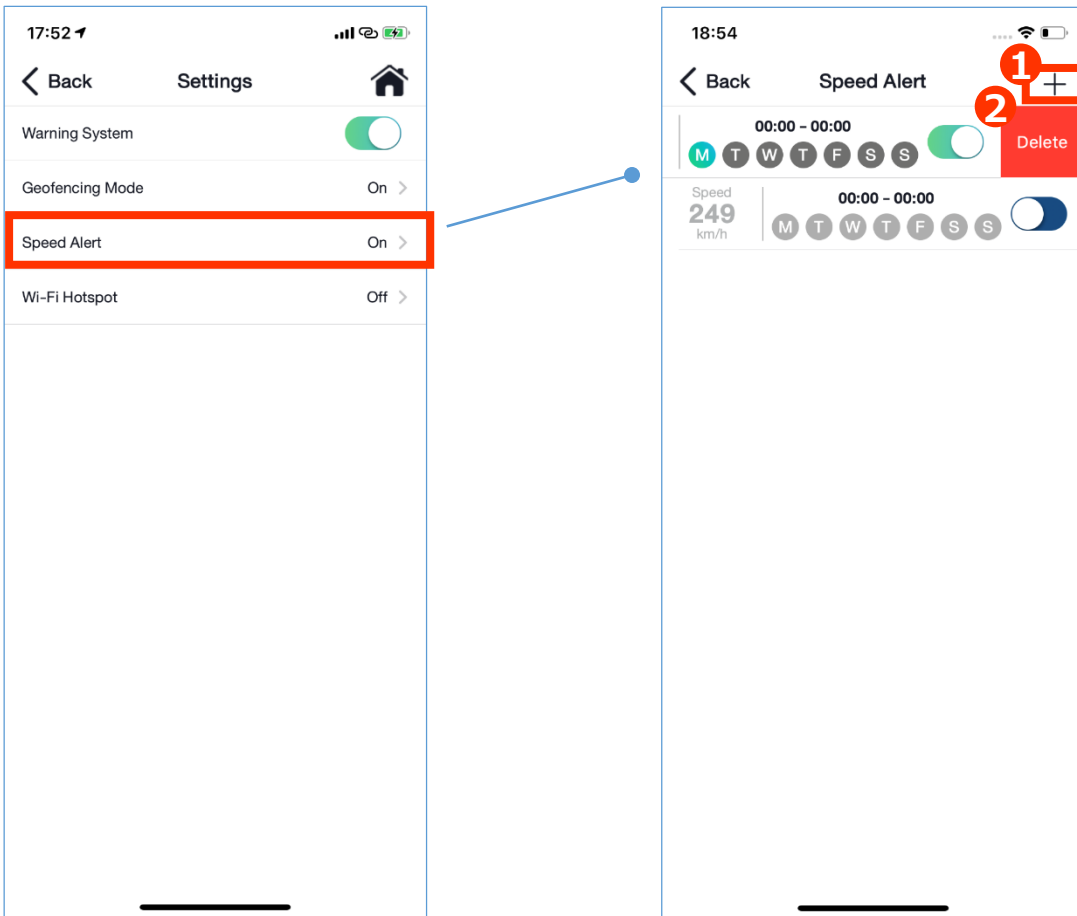 17:52
Back Settings
Warning System
Geofencing Mode On
Speed Alert On
Wi-Fi Hotspot Off
18:54
Back Speed Alert
1
2
00:00 - 00:00
M T W T F S S
Delete
Speed
249
km/h
00:00 - 00:00
M T W T F S S